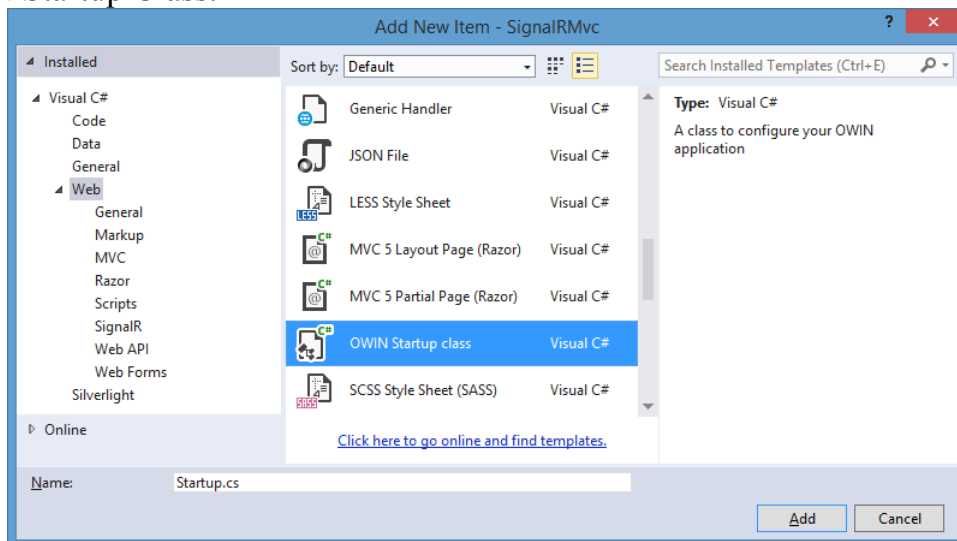 Startup Class.
Add New Item - SignalRMvc
?
Installed
Sort by: Default
Search Installed Templates (Ctrl+E)
Visual C#
Code
Data
General
Web
General
Markup
MVC
Razor
Scripts
SignalR
Web API
Web Forms
Silverlight
Online
Generic Handler Visual C#
JSON File Visual C#
LESS
LESS Style Sheet Visual C#
C#
@
MVC 5 Layout Page (Razor) Visual C#
C#
@
MVC 5 Partial Page (Razor) Visual C#
C#
OWIN Startup class Visual C#
SASS
SCSS Style Sheet (SASS) Visual C#
Click here to go online and find templates.
Type: Visual C#
A class to configure your OWIN
application
Name: Startup.cs
Add Cancel